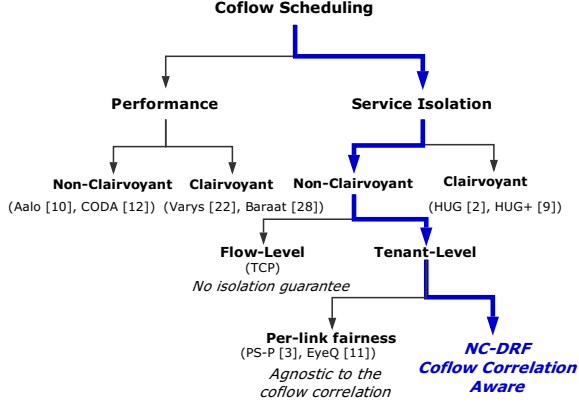 Coflow Scheduling
Performance
Service Isolation
Non-Clairvoyant
(Aalo [10], CODA [12])
Clairvoyant
(Varys [22], Baraat [28])
Non-Clairvoyant
Clairvoyant
(HUG [2], HUG+ [9])
Flow-Level
(TCP)
No isolation guarantee
Tenant-Level
Per-link fairness
(PS-P [3], EyeQ [11])
Agnostic to the
coflow correlation
NC-DRF
Coflow Correlation
Aware